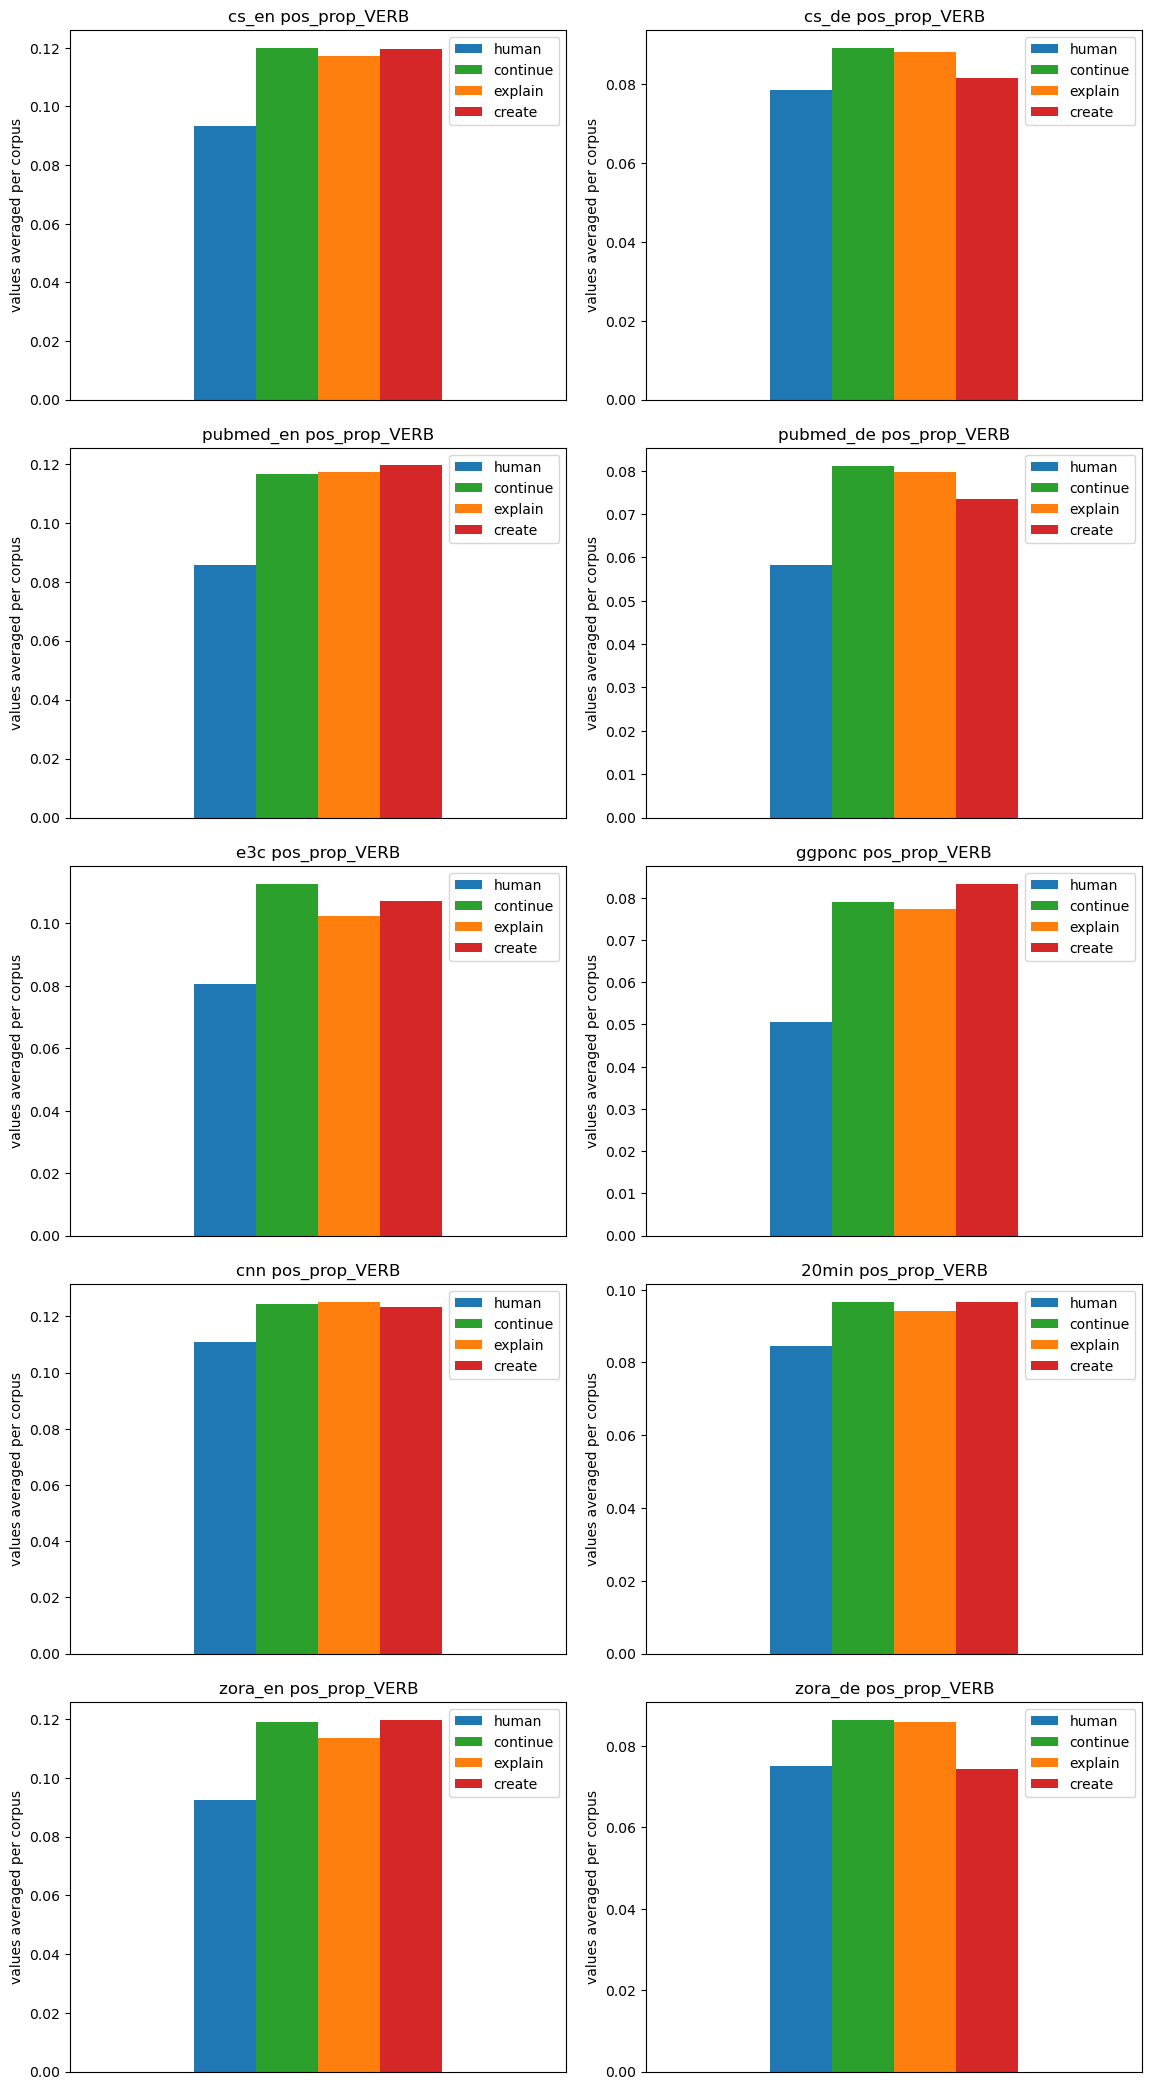 cs_en pos_prop_VERB
values averaged per corpus
0.12
0.10
0.08
0.06
0.04
0.02
0.00
human
continue
explain
create
cs_de pos_prop_VERB
values averaged per corpus
0.08
0.06
0.04
0.02
0.00
human
continue
explain
create
pubmed_en pos_prop_VERB
values averaged per corpus
0.12
0.10
0.08
0.06
0.04
0.02
0.00
human
continue
explain
create
pubmed_de pos_prop_VERB
values averaged per corpus
0.08
0.07
0.06
0.05
0.04
0.03
0.02
0.01
0.00
human
continue
explain
create
e3c pos_prop_VERB
values averaged per corpus
0.10
0.08
0.06
0.04
0.02
0.00
human
continue
explain
create
ggponc pos_prop_VERB
values averaged per corpus
0.08
0.07
0.06
0.05
0.04
0.03
0.02
0.01
0.00
human
continue
explain
create
cnn pos_prop_VERB
values averaged per corpus
0.12
0.10
0.08
0.06
0.04
0.02
0.00
human
continue
explain
create
20min pos_prop_VERB
values averaged per corpus
0.10
0.08
0.06
0.04
0.02
0.00
human
continue
explain
create
zora_en pos_prop_VERB
values averaged per corpus
0.12
0.10
0.08
0.06
0.04
0.02
0.00
human
continue
explain
create
zora_de pos_prop_VERB
values averaged per corpus
0.08
0.06
0.04
0.02
0.00
human
continue
explain
create